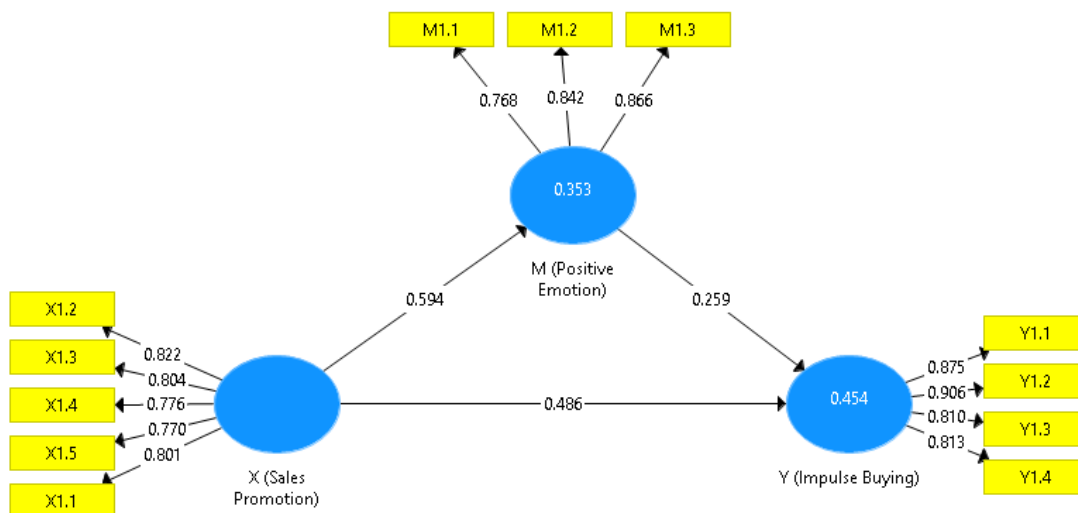 M1.1
M1.2
M1.3
0.768
0.842
0.866
0.353
M (Positive
Emotion)
0.594
0.259
X1.2
X1.3
X1.4
X1.5
X1.1
0.822
0.804
0.776
0.770
0.801
X (Sales
Promotion)
0.486
0.454
Y (Impulse Buying)
0.875
0.906
0.810
0.813
Y1.1
Y1.2
Y1.3
Y1.4